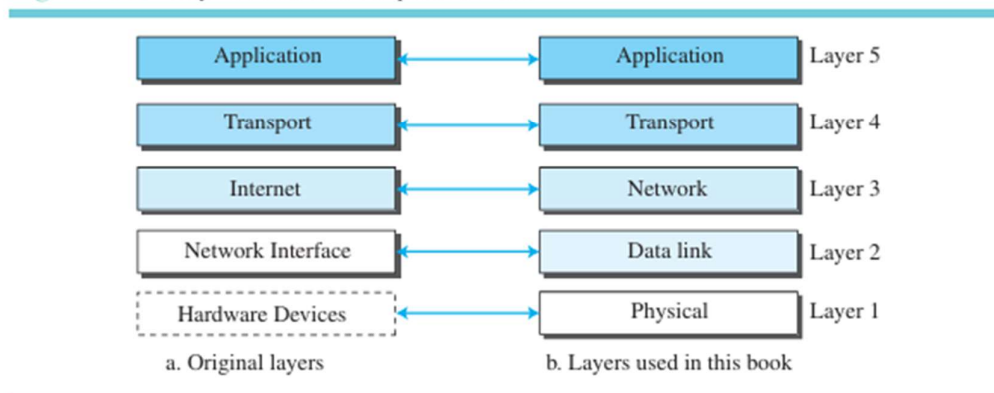 Application Application Layer 5
Transport Transport Layer 4
Internet Network Layer 3
Network Interface Data link Layer 2
Hardware Devices Physical Layer 1
a. Original layers b. Layers used in this book